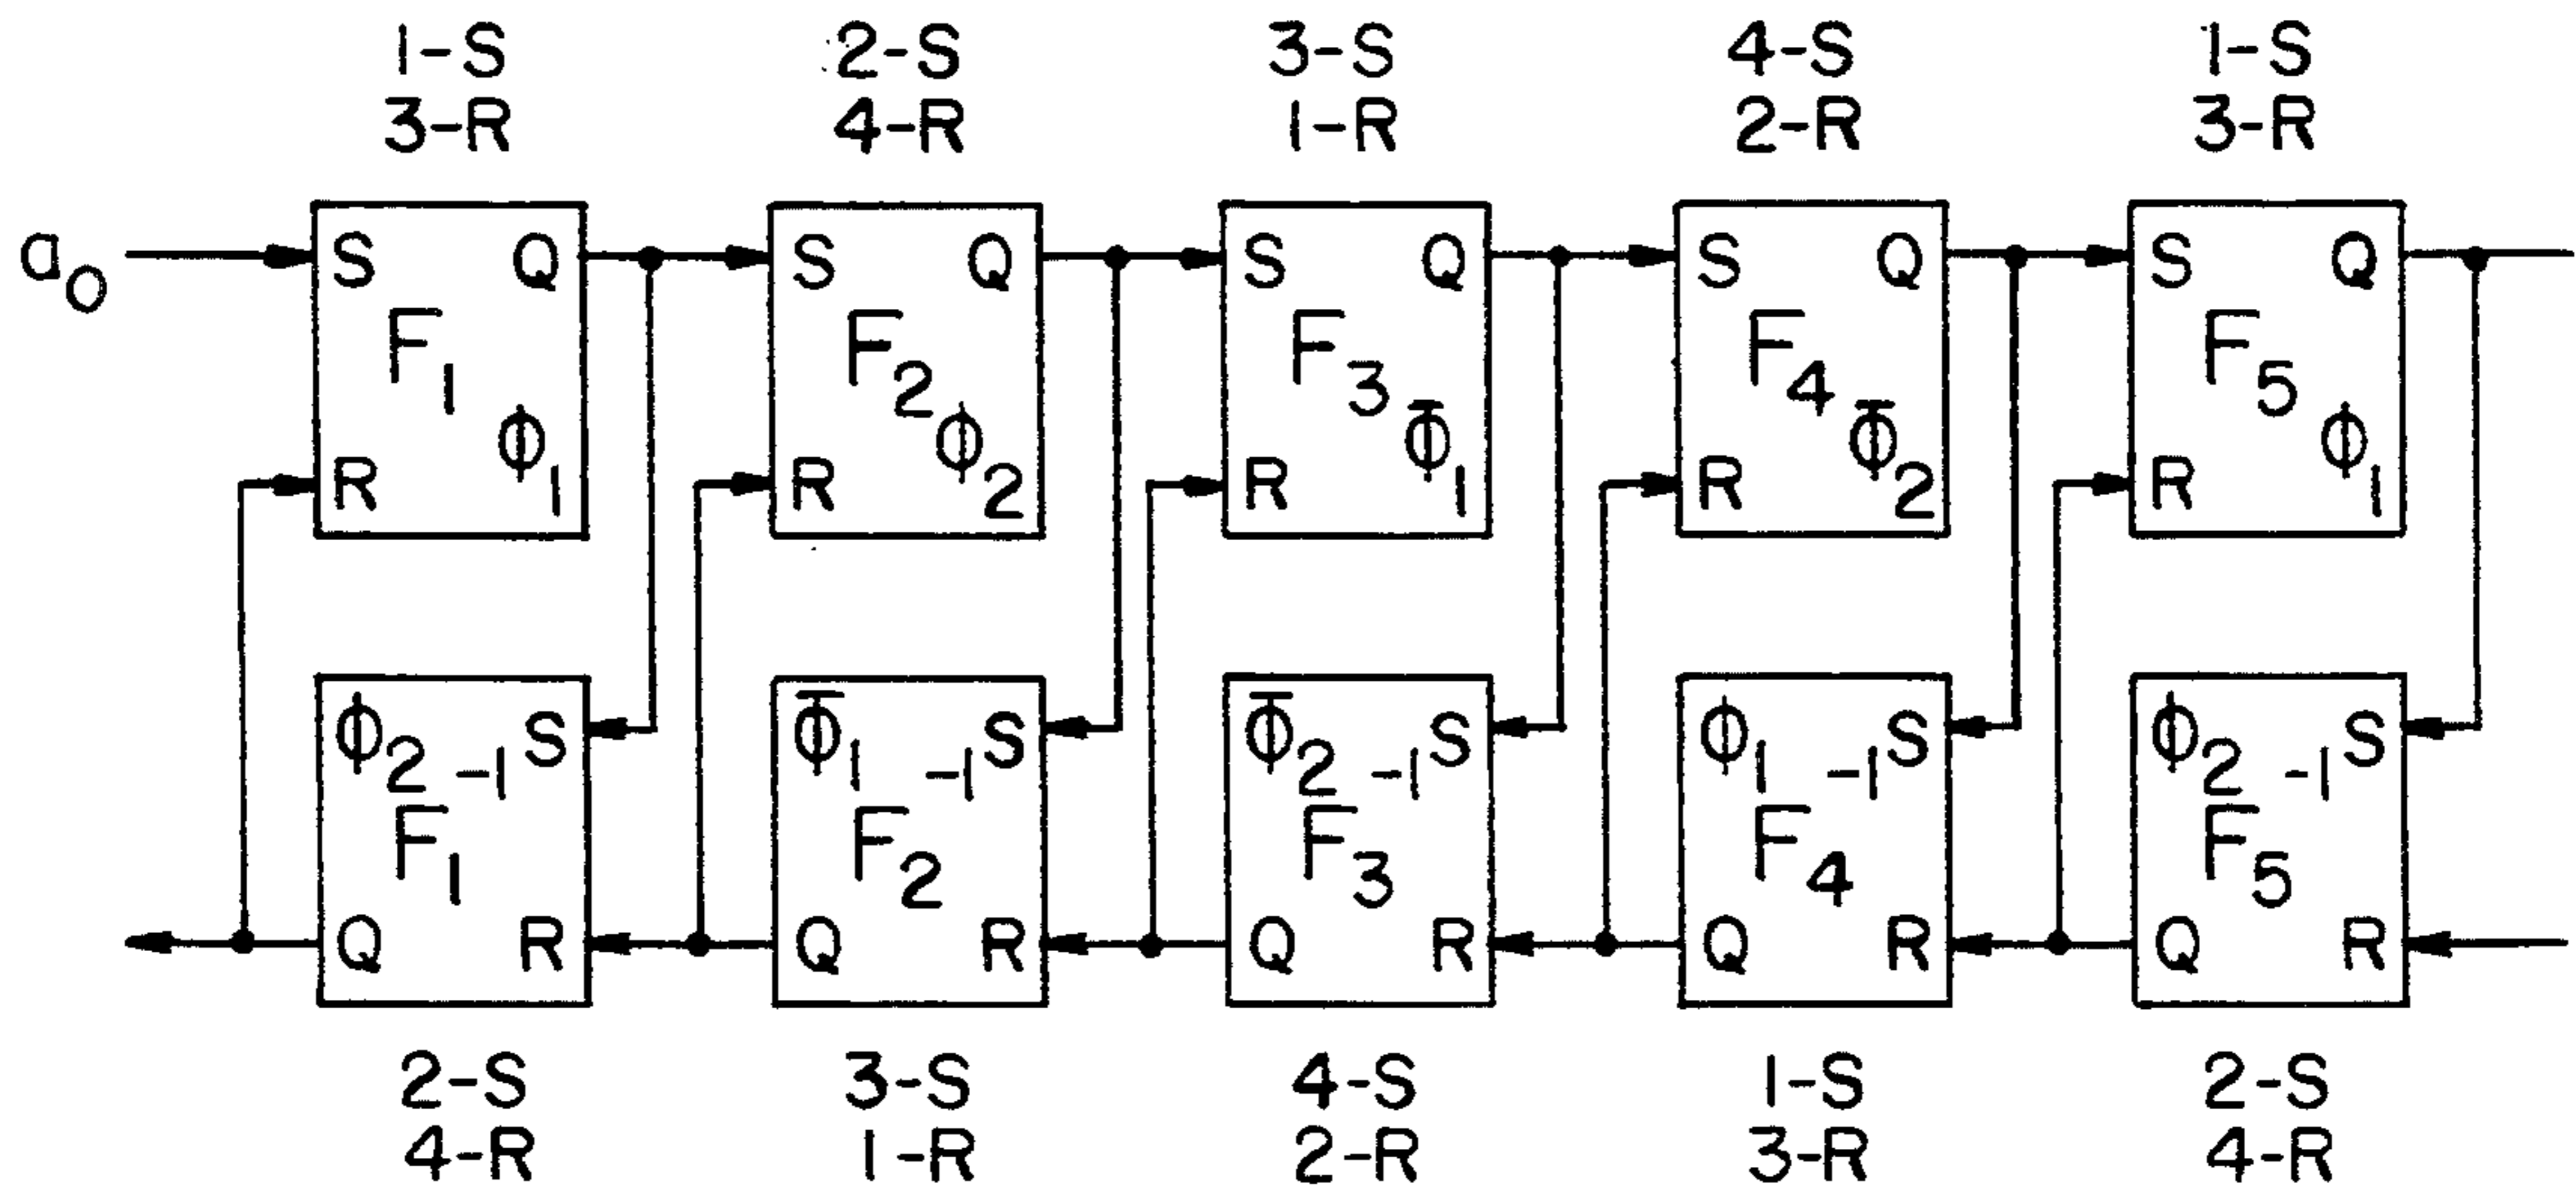 1-S 2-S 3-S 4-S 1-S
3-R 4-R 1-R 2-R 3-R
a₀ S Q S Q S Q S Q S Q
F₁ F₂ F₃ F₄ F₅
R ϕ₁ R ϕ₂ R ϕ̅₁ R ϕ̅₂ R ϕ₁
ϕ₂ S ϕ̅₁ S ϕ̅₂ S ϕ₁ S ϕ₂ S
F₁⁻¹ F₂⁻¹ F₃⁻¹ F₄⁻¹ F₅⁻¹
Q R Q R Q R Q R Q R
2-S 3-S 4-S 1-S 2-S
4-R 1-R 2-R 3-R 4-R